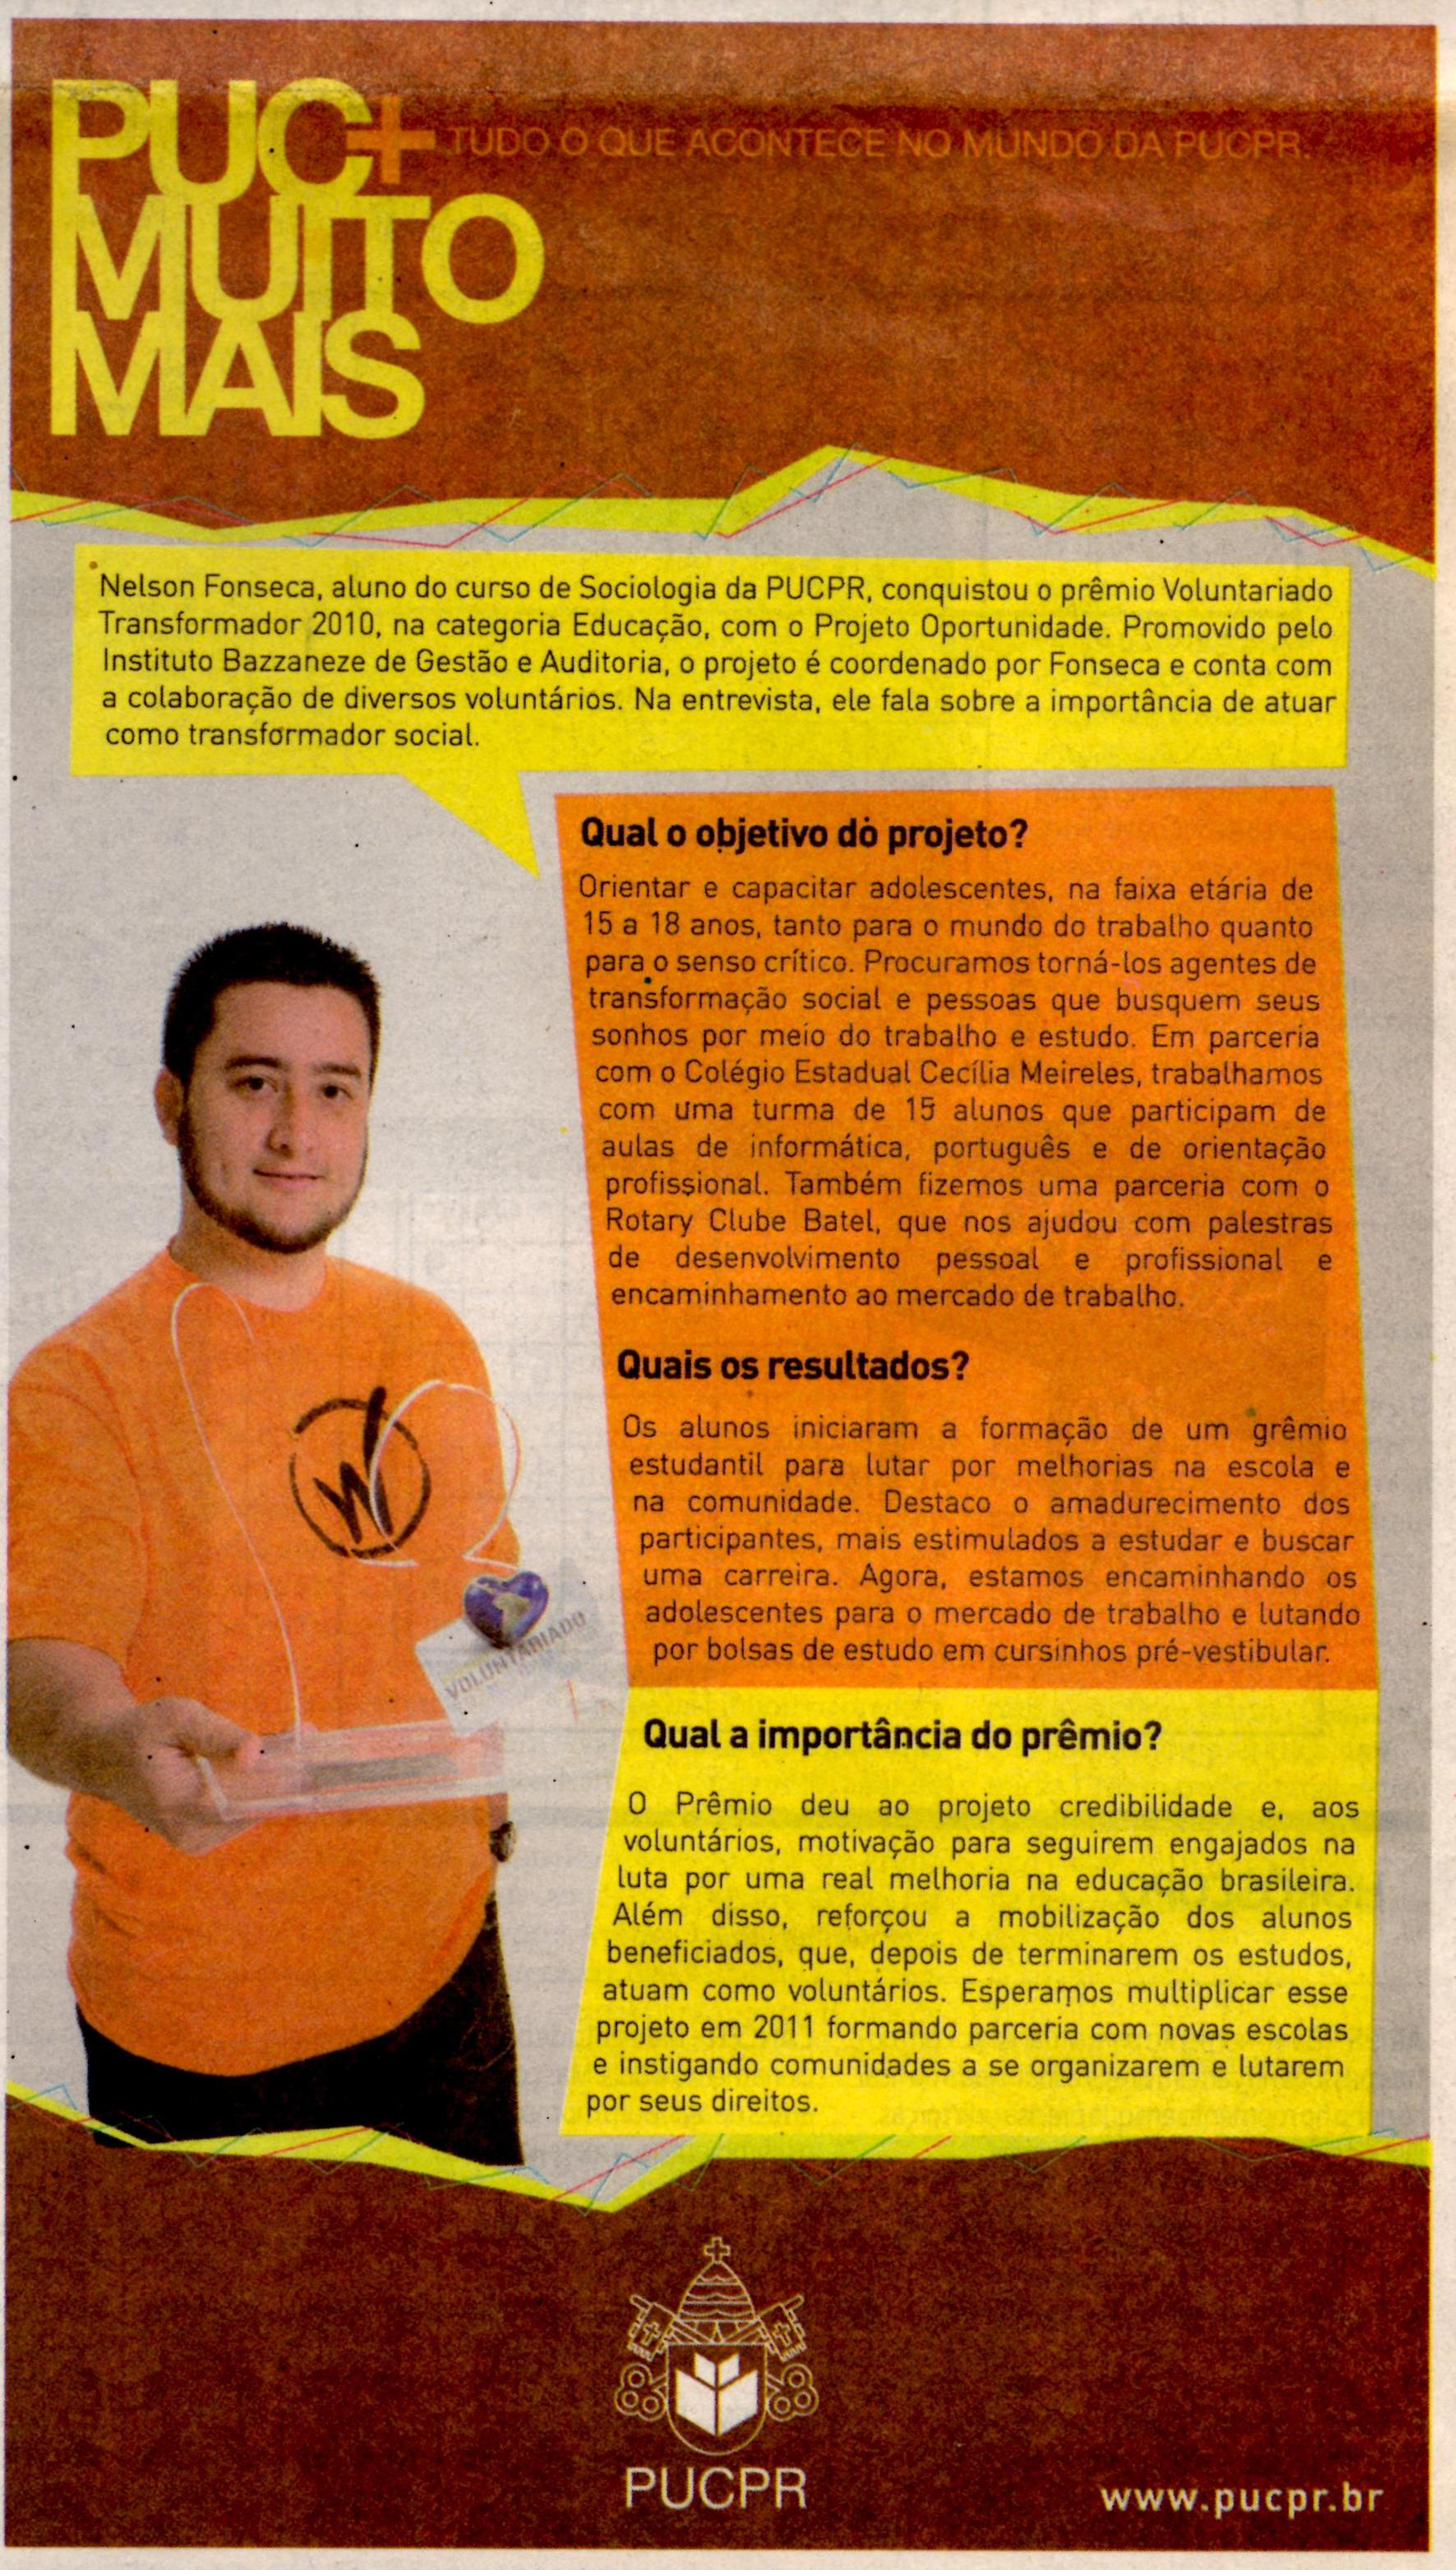 PUC+
TUDO O QUE ACONTECE NO MUNDO DA PUCPR.
MUITO
MAIS
Nelson Fonseca, aluno do curso de Sociologia da PUCPR, conquistou o prêmio Voluntariado
Transformador 2010, na categoria Educação, com o Projeto Oportunidade. Promovido pelo
Instituto Bazzaneze de Gestão e Auditoria, o projeto é coordenado por Fonseca e conta com
a colaboração de diversos voluntários. Na entrevista, ele fala sobre a importância de atuar
como transformador social.
Qual o objetivo do projeto?
Orientar e capacitar adolescentes, na faixa etária de
15 a 18 anos, tanto para o mundo do trabalho quanto
para o senso crítico. Procuramos torná-los agentes de
transformação social e pessoas que busquem seus
sonhos por meio do trabalho e estudo. Em parceria
com o Colégio Estadual Cecília Meireles, trabalhamos
com uma turma de 15 alunos que participam de
aulas de informática, português e de orientação
profissional. Também fizemos uma parceria com o
Rotary Clube Batel, que nos ajudou com palestras
de desenvolvimento pessoal e profissional e
encaminhamento ao mercado de trabalho.
Quais os resultados?
Os alunos iniciaram a formação de um grêmio
estudantil para lutar por melhorias na escola e
na comunidade. Destaco o amadurecimento dos
participantes, mais estimulados a estudar e buscar
uma carreira. Agora, estamos encaminhando os
adolescentes para o mercado de trabalho e lutando
por bolsas de estudo em cursinhos pré-vestibular.
VOLUNTARIADO
Qual a importância do prêmio?
O Prêmio deu ao projeto credibilidade e, aos
voluntários, motivação para seguirem engajados na
luta por uma real melhoria na educação brasileira.
Além disso, reforçou a mobilização dos alunos
beneficiados, que, depois de terminarem os estudos,
atuam como voluntários. Esperamos multiplicar esse
projeto em 2011 formando parceria com novas escolas
e instigando comunidades a se organizarem e lutarem
por seus direitos.
PUCPR
www.pucpr.br